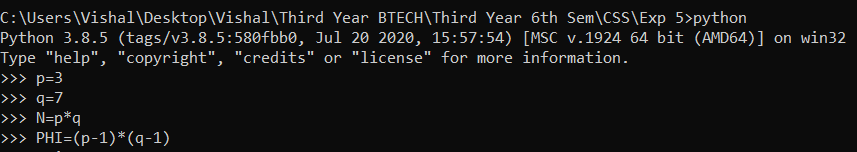 C:\Users\Vishal\Desktop\Vishal\Third Year BTECH\Third Year 6th Sem\CSS\Exp 5>python
Python 3.8.5 (tags/v3.8.5:580fbb0, Jul 20 2020, 15:57:54) [MSC v.1924 64 bit (AMD64)] on win32
Type "help", "copyright", "credits" or "license" for more information.
>>> p=3
>>> q=7
>>> N=p*q
>>> PHI=(p-1)*(q-1)